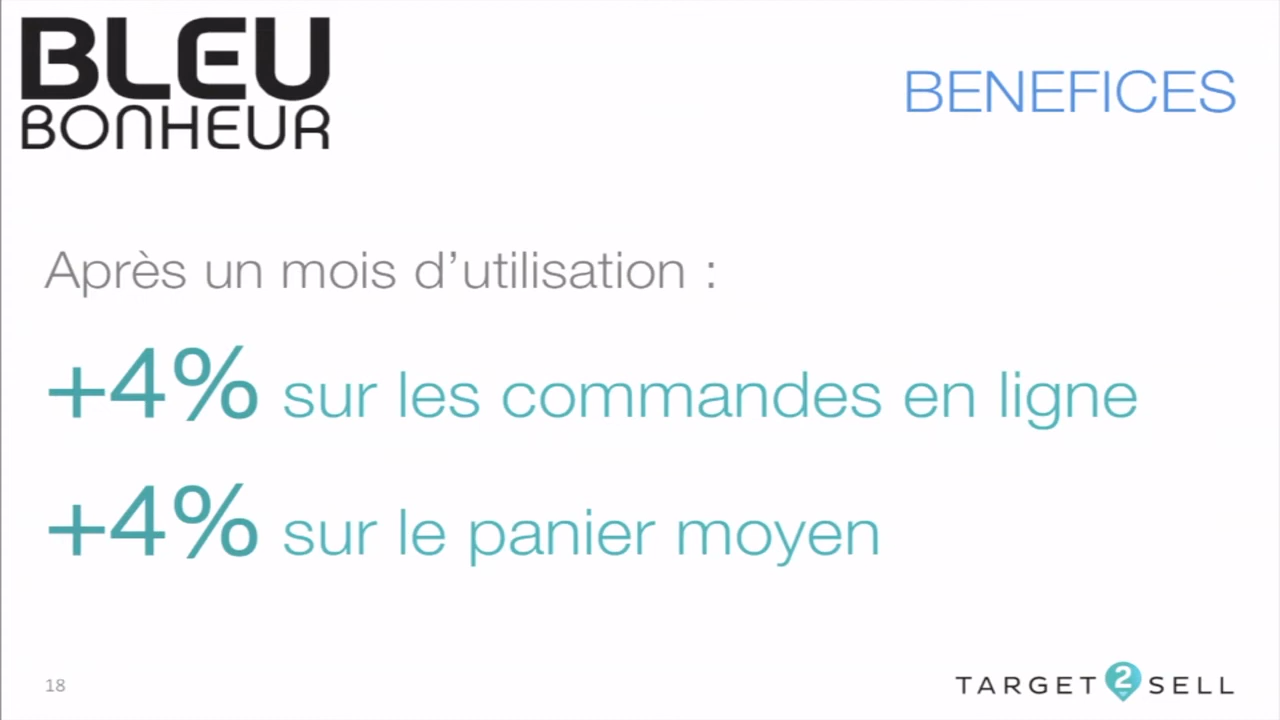 BLEU
BONHEUR
BENEFICES
Après un mois d’utilisation :
+4% sur les commandes en ligne
+4% sur le panier moyen
18
TARGET 2 SELL